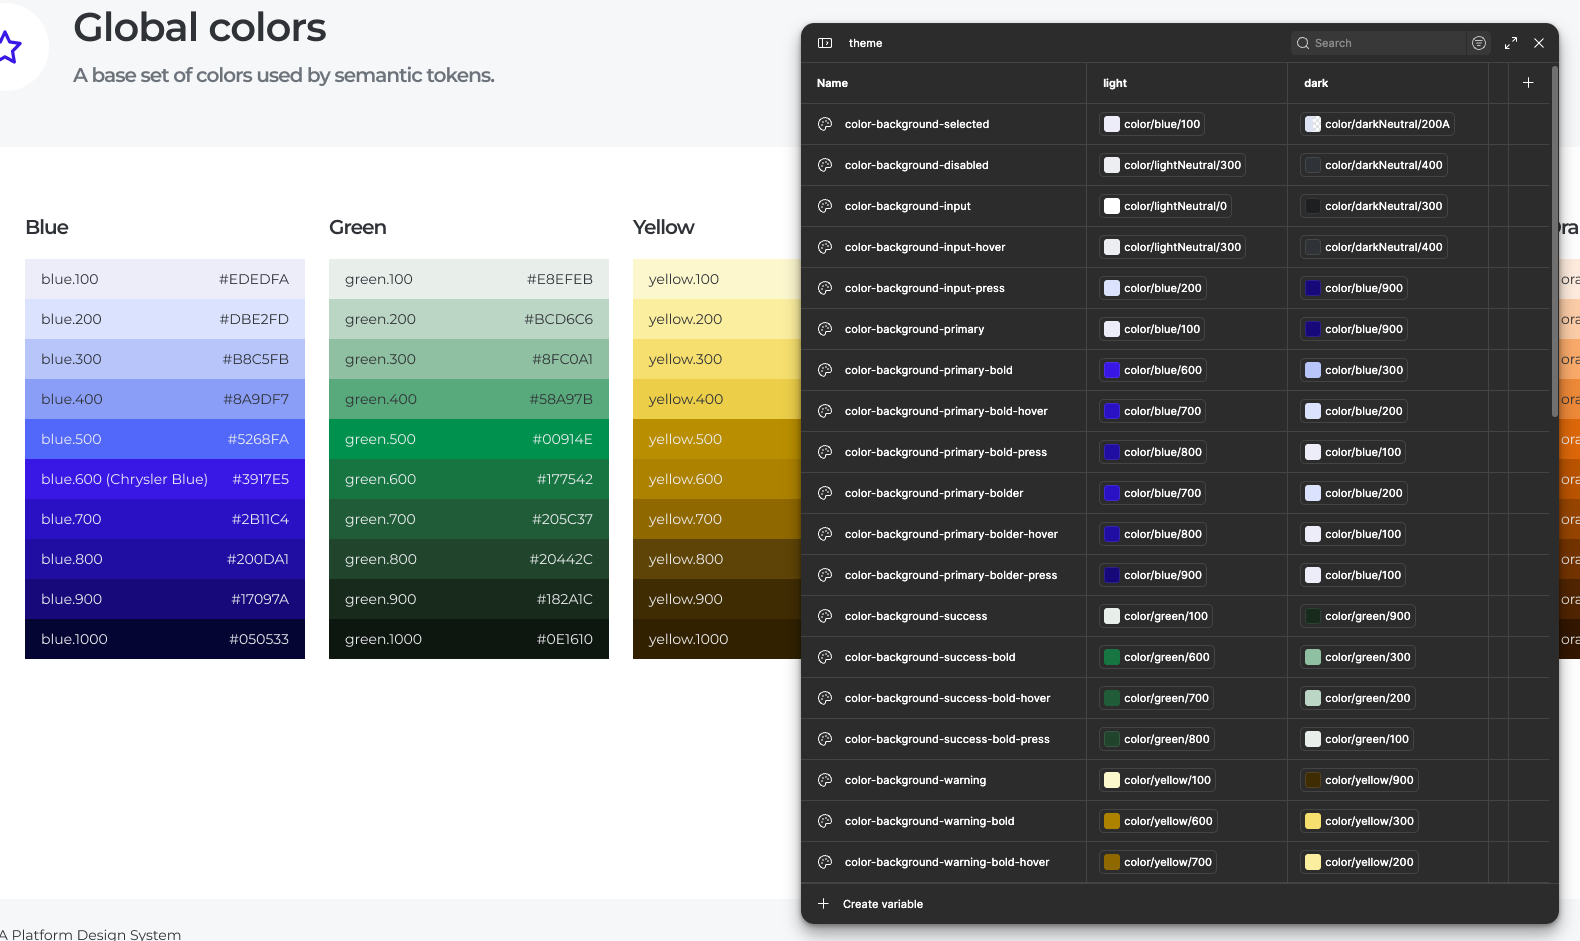 Global colors
A base set of colors used by semantic tokens.
Blue
blue.100 #EDEDFA
blue.200 #DBE2FD
blue.300 #B8C5FB
blue.400 #8A9DF7
blue.500 #5268FA
blue.600 (Chrysler Blue) #3917E5
blue.700 #2B11C4
blue.800 #200DA1
blue.900 #17097A
blue.1000 #050533
Green
green.100 #E8EFEB
green.200 #BCD6C6
green.300 #8FC0A1
green.400 #58A97B
green.500 #00914E
green.600 #177542
green.700 #205C37
green.800 #20442C
green.900 #182A1C
green.1000 #0E1610
Yellow
yellow.100
yellow.200
yellow.300
yellow.400
yellow.500
yellow.600
yellow.700
yellow.800
yellow.900
yellow.1000
theme
Search
Name light dark
color-background-selected color/blue/100 color/darkNeutral/200A
color-background-disabled color/lightNeutral/300 color/darkNeutral/400
color-background-input color/lightNeutral/0 color/darkNeutral/300
color-background-input-hover color/lightNeutral/300 color/darkNeutral/400
color-background-input-press color/blue/200 color/blue/900
color-background-primary color/blue/100 color/blue/900
color-background-primary-bold color/blue/600 color/blue/300
color-background-primary-bold-hover color/blue/700 color/blue/200
color-background-primary-bold-press color/blue/800 color/blue/100
color-background-primary-bolder color/blue/700 color/blue/200
color-background-primary-bolder-hover color/blue/800 color/blue/100
color-background-primary-bolder-press color/blue/900 color/blue/100
color-background-success color/green/100 color/green/900
color-background-success-bold color/green/600 color/green/300
color-background-success-bold-hover color/green/700 color/green/200
color-background-success-bold-press color/green/800 color/green/100
color-background-warning color/yellow/100 color/yellow/900
color-background-warning-bold color/yellow/600 color/yellow/300
color-background-warning-bold-hover color/yellow/700 color/yellow/200
Create variable
ra
ora
ora
ora
ora
ora
ora
ora
ora
ora
ora
A Platform Design System